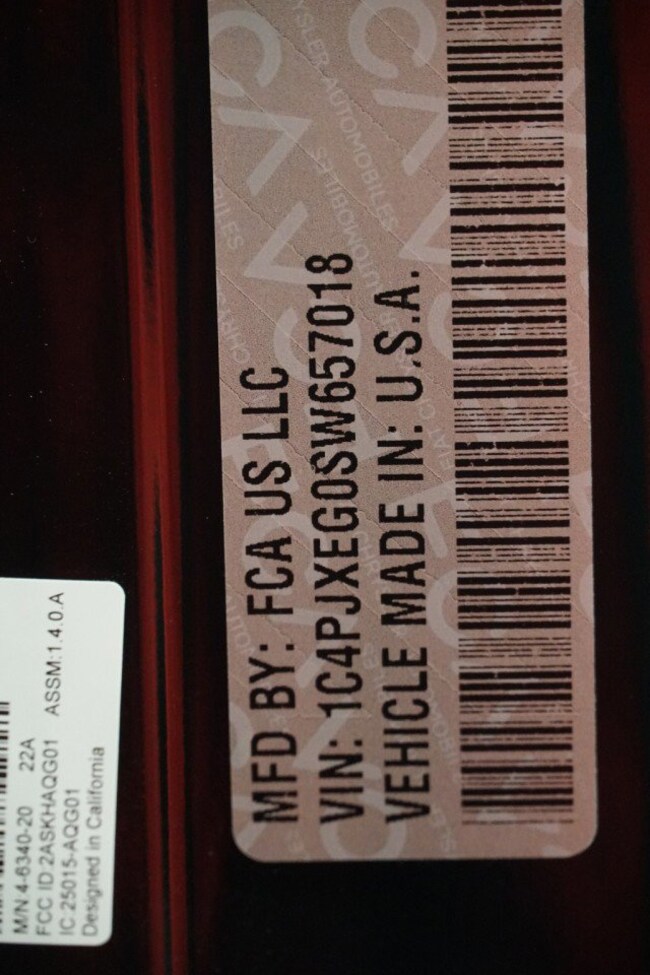 MFD BY: FCA US LLC
VIN: 1C4PJXEG0SW657018
VEHICLE MADE IN: U.S.A.
M/N 4-6340-20 22A
FCC ID:2ASKHAQG01 ASSM:1.4.0.A
IC:25015-AQG01
Designed in California